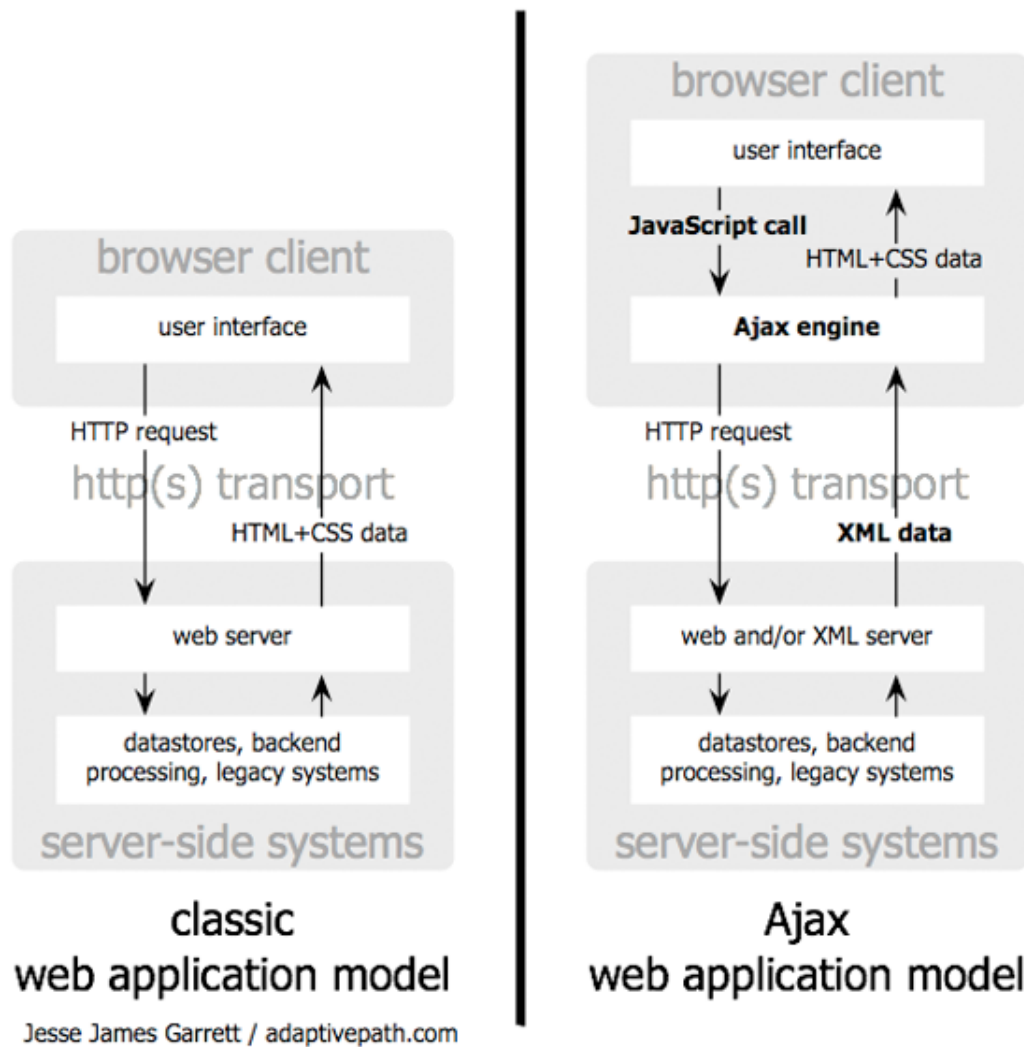 browser client
user interface
HTTP request
http(s) transport
HTML+CSS data
web server
datastores, backend
processing, legacy systems
server-side systems
classic
web application model
Jesse James Garrett / adaptivepath.com
browser client
user interface
JavaScript call
HTML+CSS data
Ajax engine
HTTP request
http(s) transport
XML data
web and/or XML server
datastores, backend
processing, legacy systems
server-side systems
Ajax
web application model